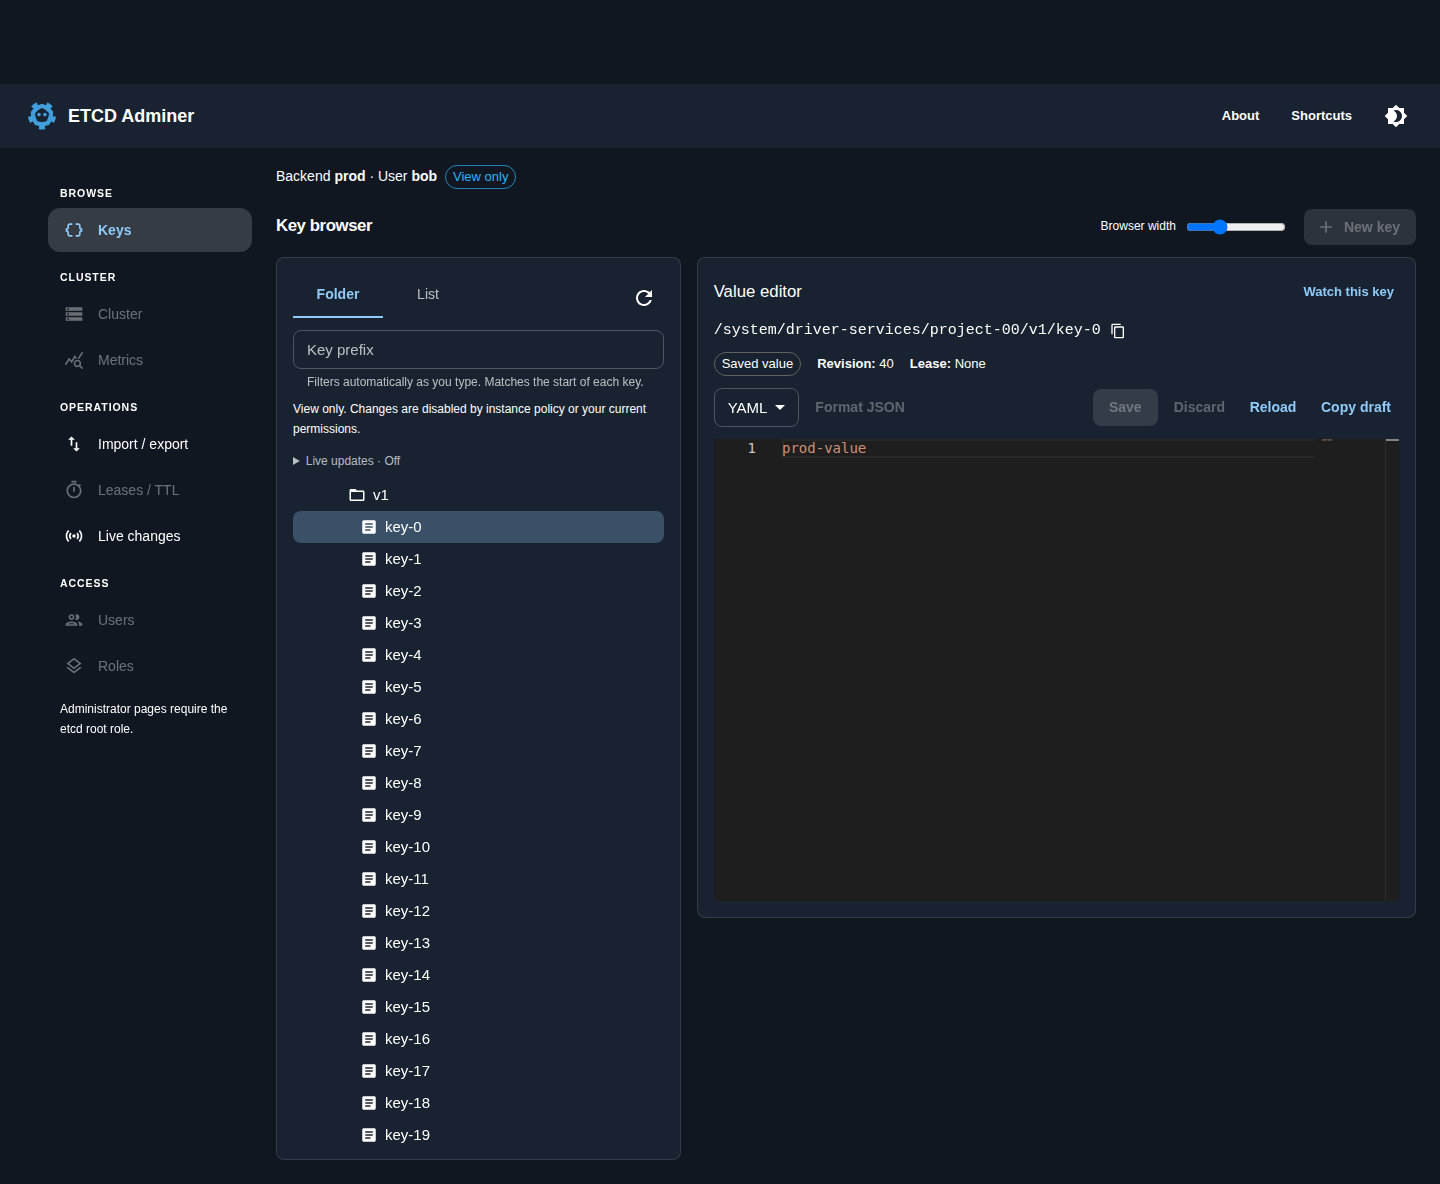 ETCD Adminer
About
Shortcuts
Backend prod · User bob
View only
BROWSE
Keys
CLUSTER
Cluster
Metrics
OPERATIONS
Import / export
Leases / TTL
Live changes
ACCESS
Users
Roles
Administrator pages require the
etcd root role.
Key browser
Browser width
New key
Folder
List
Key prefix
Filters automatically as you type. Matches the start of each key.
View only. Changes are disabled by instance policy or your current
permissions.
Live updates · Off
v1
key-0
key-1
key-2
key-3
key-4
key-5
key-6
key-7
key-8
key-9
key-10
key-11
key-12
key-13
key-14
key-15
key-16
key-17
key-18
key-19
Value editor
Watch this key
/system/driver-services/project-00/v1/key-0
Saved value
Revision: 40
Lease: None
YAML
Format JSON
Save
Discard
Reload
Copy draft
1
prod-value